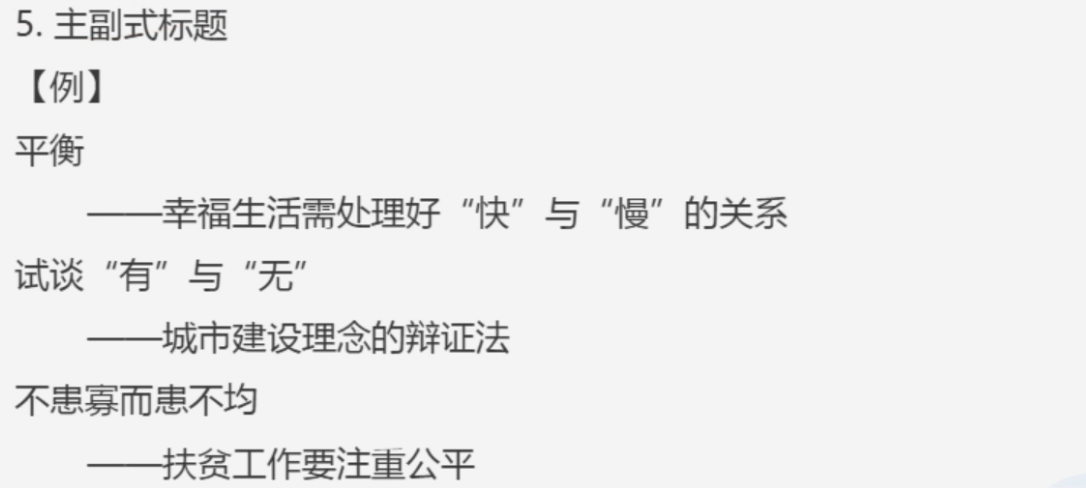 5. 主副式标题
【例】
平衡
——幸福生活需处理好“快”与“慢”的关系
试谈“有”与“无”
——城市建设理念的辩证法
不患寡而患不均
——扶贫工作要注重公平